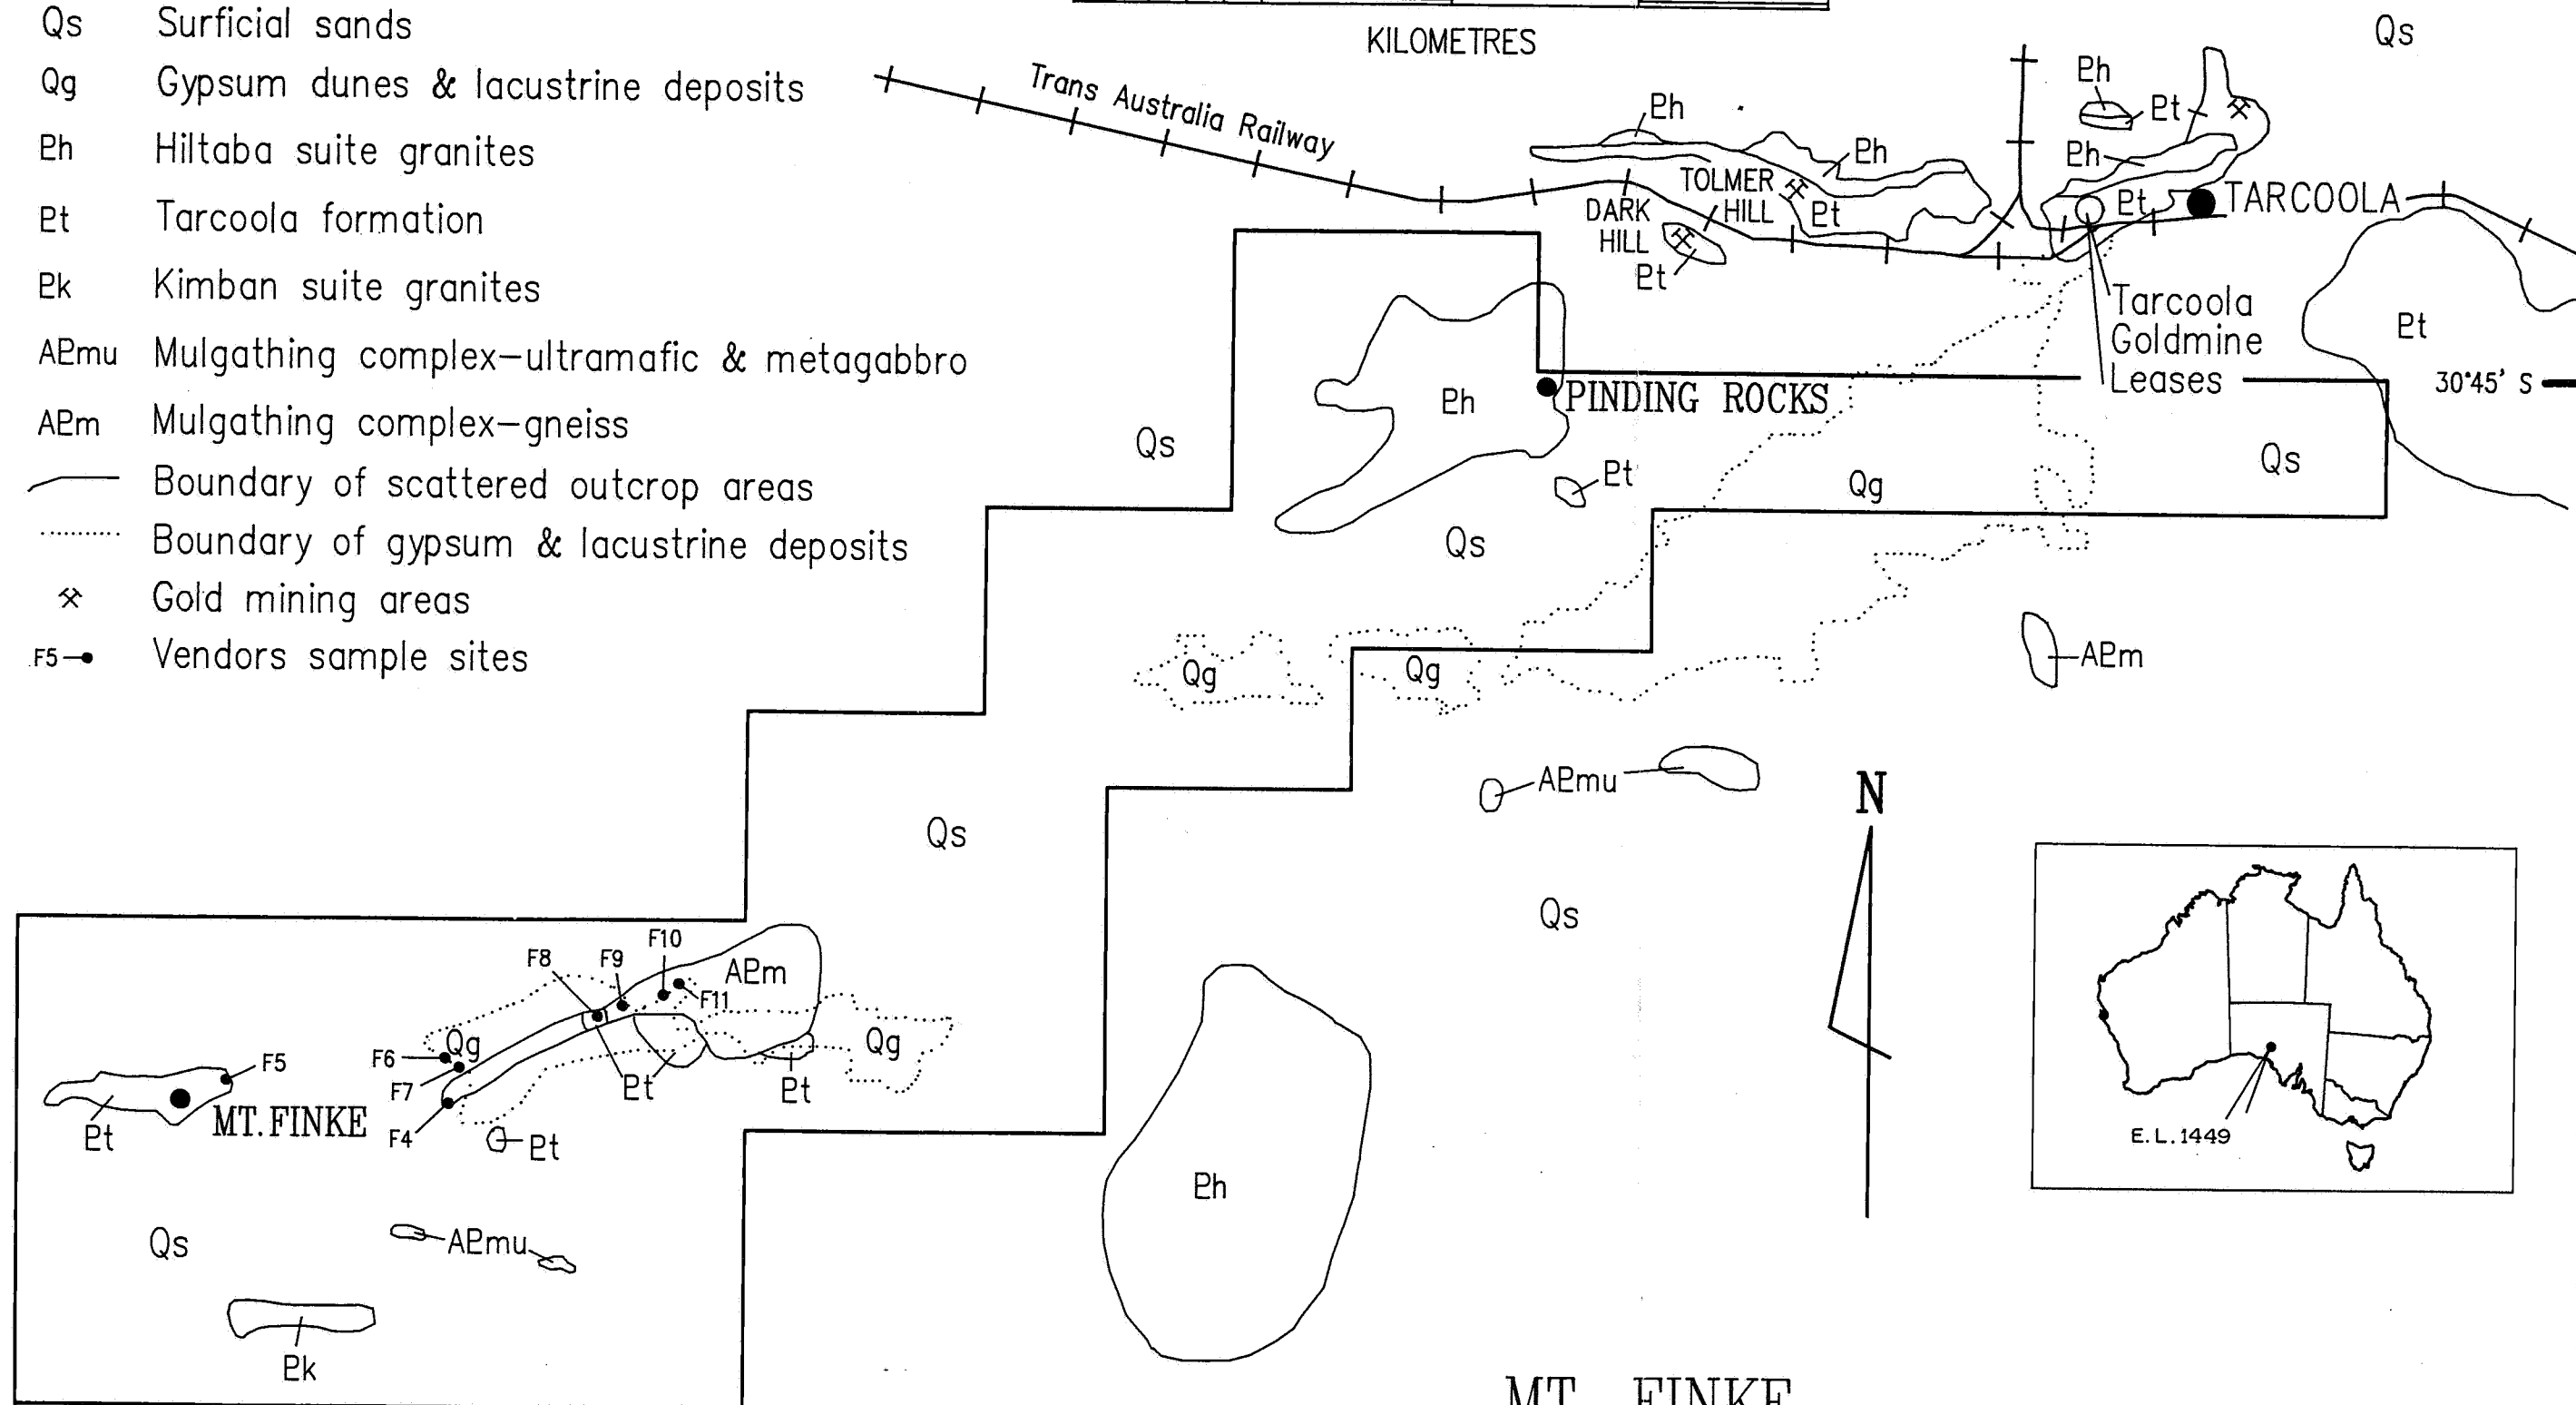 Qs Surficial sands
Qg Gypsum dunes & lacustrine deposits
Ph Hiltaba suite granites
Pt Tarcoola formation
Pk Kimban suite granites
APmu Mulgathing complex-ultramafic & metagabbro
APm Mulgathing complex-gneiss
Boundary of scattered outcrop areas
Boundary of gypsum & lacustrine deposits
Gold mining areas
F5 Vendors sample sites
KILOMETRES
Trans Australia Railway
Qs
Ph
Pt
Ph
Ph
Ph
TOLMER
HILL
Pt
DARK
HILL
Pt
Pt
TARCOOLA
Tarcoola
Goldmine
Leases
Pt
30°45' S
Ph
PINDING ROCKS
Qs
Pt
Qg
Qs
Qs
Qg
Qg
APm
APmu
N
Qs
Qs
F10
F8
F9
APm
F11
Qg
F6
F7
F4
F5
Qg
Pt
Pt
Pt
MT. FINKE
Pt
Qs
APmu
Pk
Ph
E.L.1449
MT. FINKE